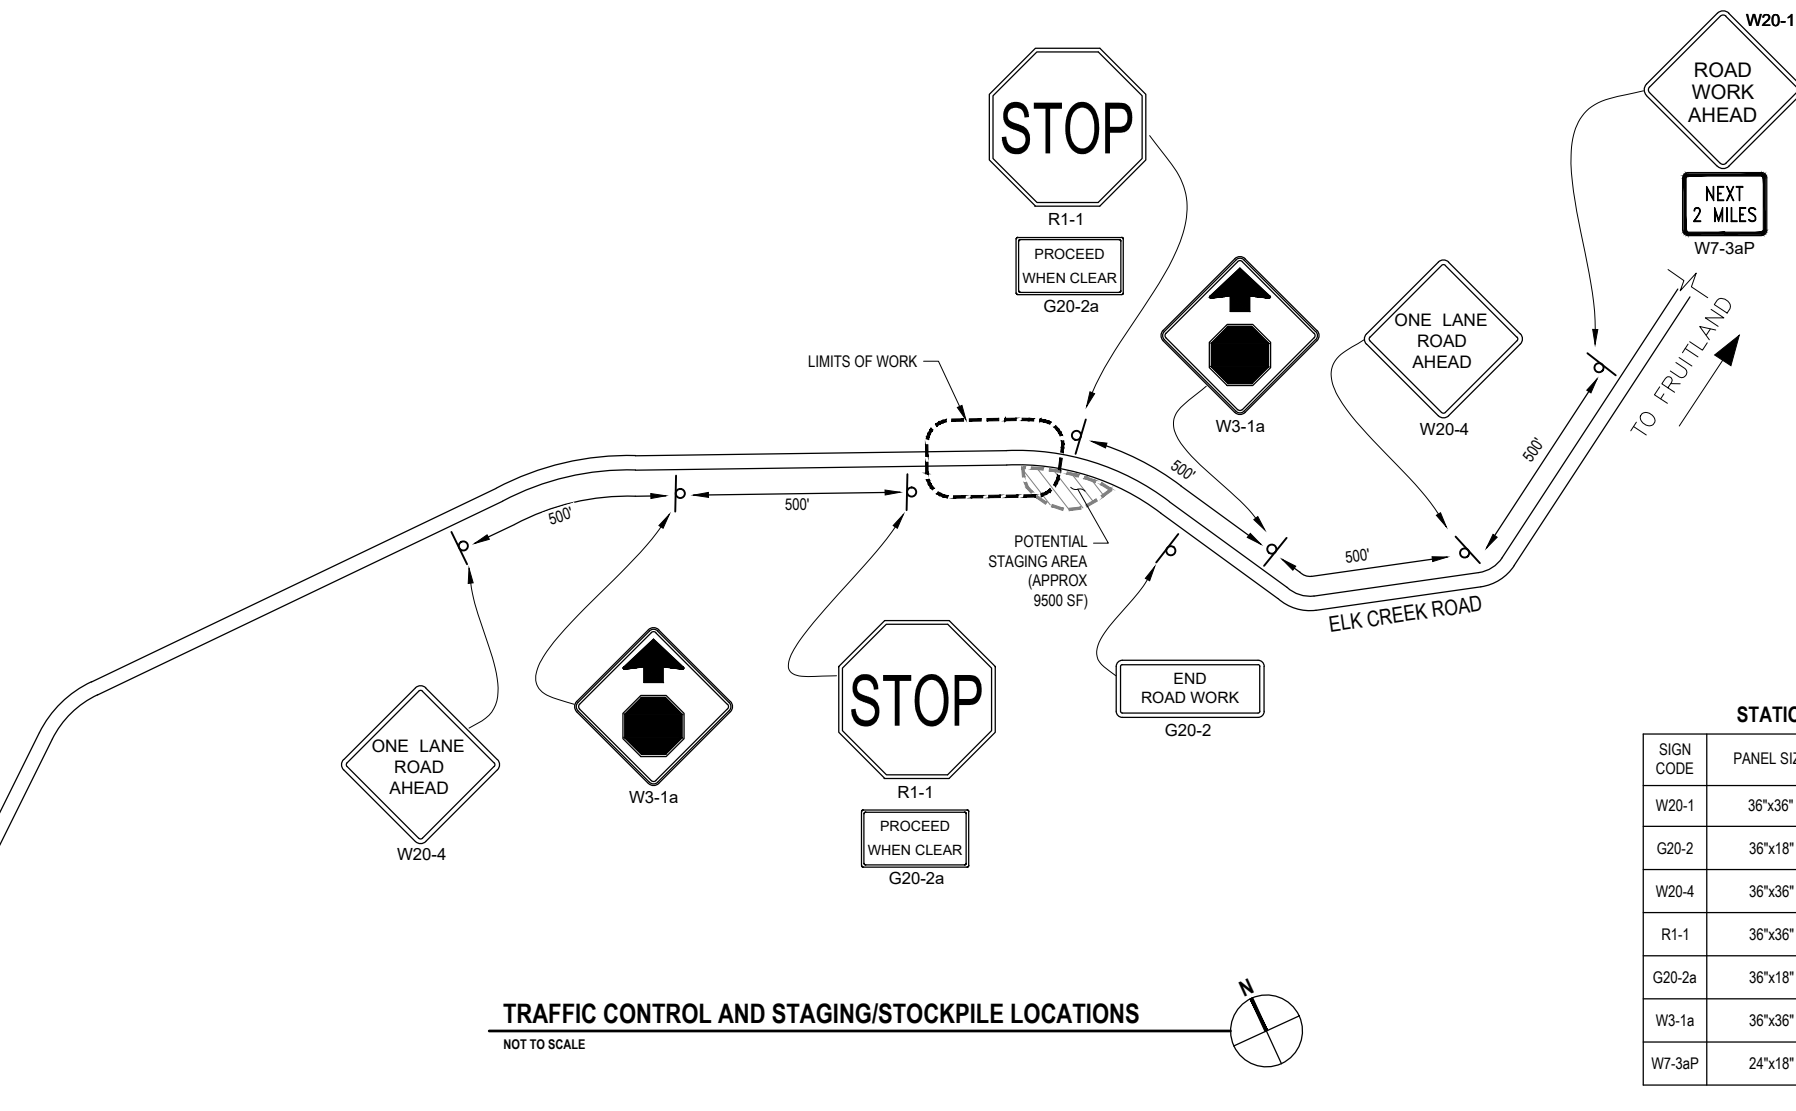 W20-1
ROAD
WORK
AHEAD
NEXT
2 MILES
W7-3aP
STOP
R1-1
PROCEED
WHEN CLEAR
G20-2a
W3-1a
ONE LANE
ROAD
AHEAD
W20-4
TO FRUITLAND
LIMITS OF WORK
500'
500'
500'
500'
500'
POTENTIAL
STAGING AREA
(APPROX
9500 SF)
ELK CREEK ROAD
END
ROAD WORK
G20-2
ONE LANE
ROAD
AHEAD
W20-4
W3-1a
STOP
R1-1
PROCEED
WHEN CLEAR
G20-2a
TRAFFIC CONTROL AND STAGING/STOCKPILE LOCATIONS
NOT TO SCALE
N
SIGN
CODE
PANEL
W20-1 36"x36"
G20-2 36"x18"
W20-4 36"x36"
R1-1 36"x36"
G20-2a 36"x18"
W3-1a 36"x36"
W7-3aP 24"x18"